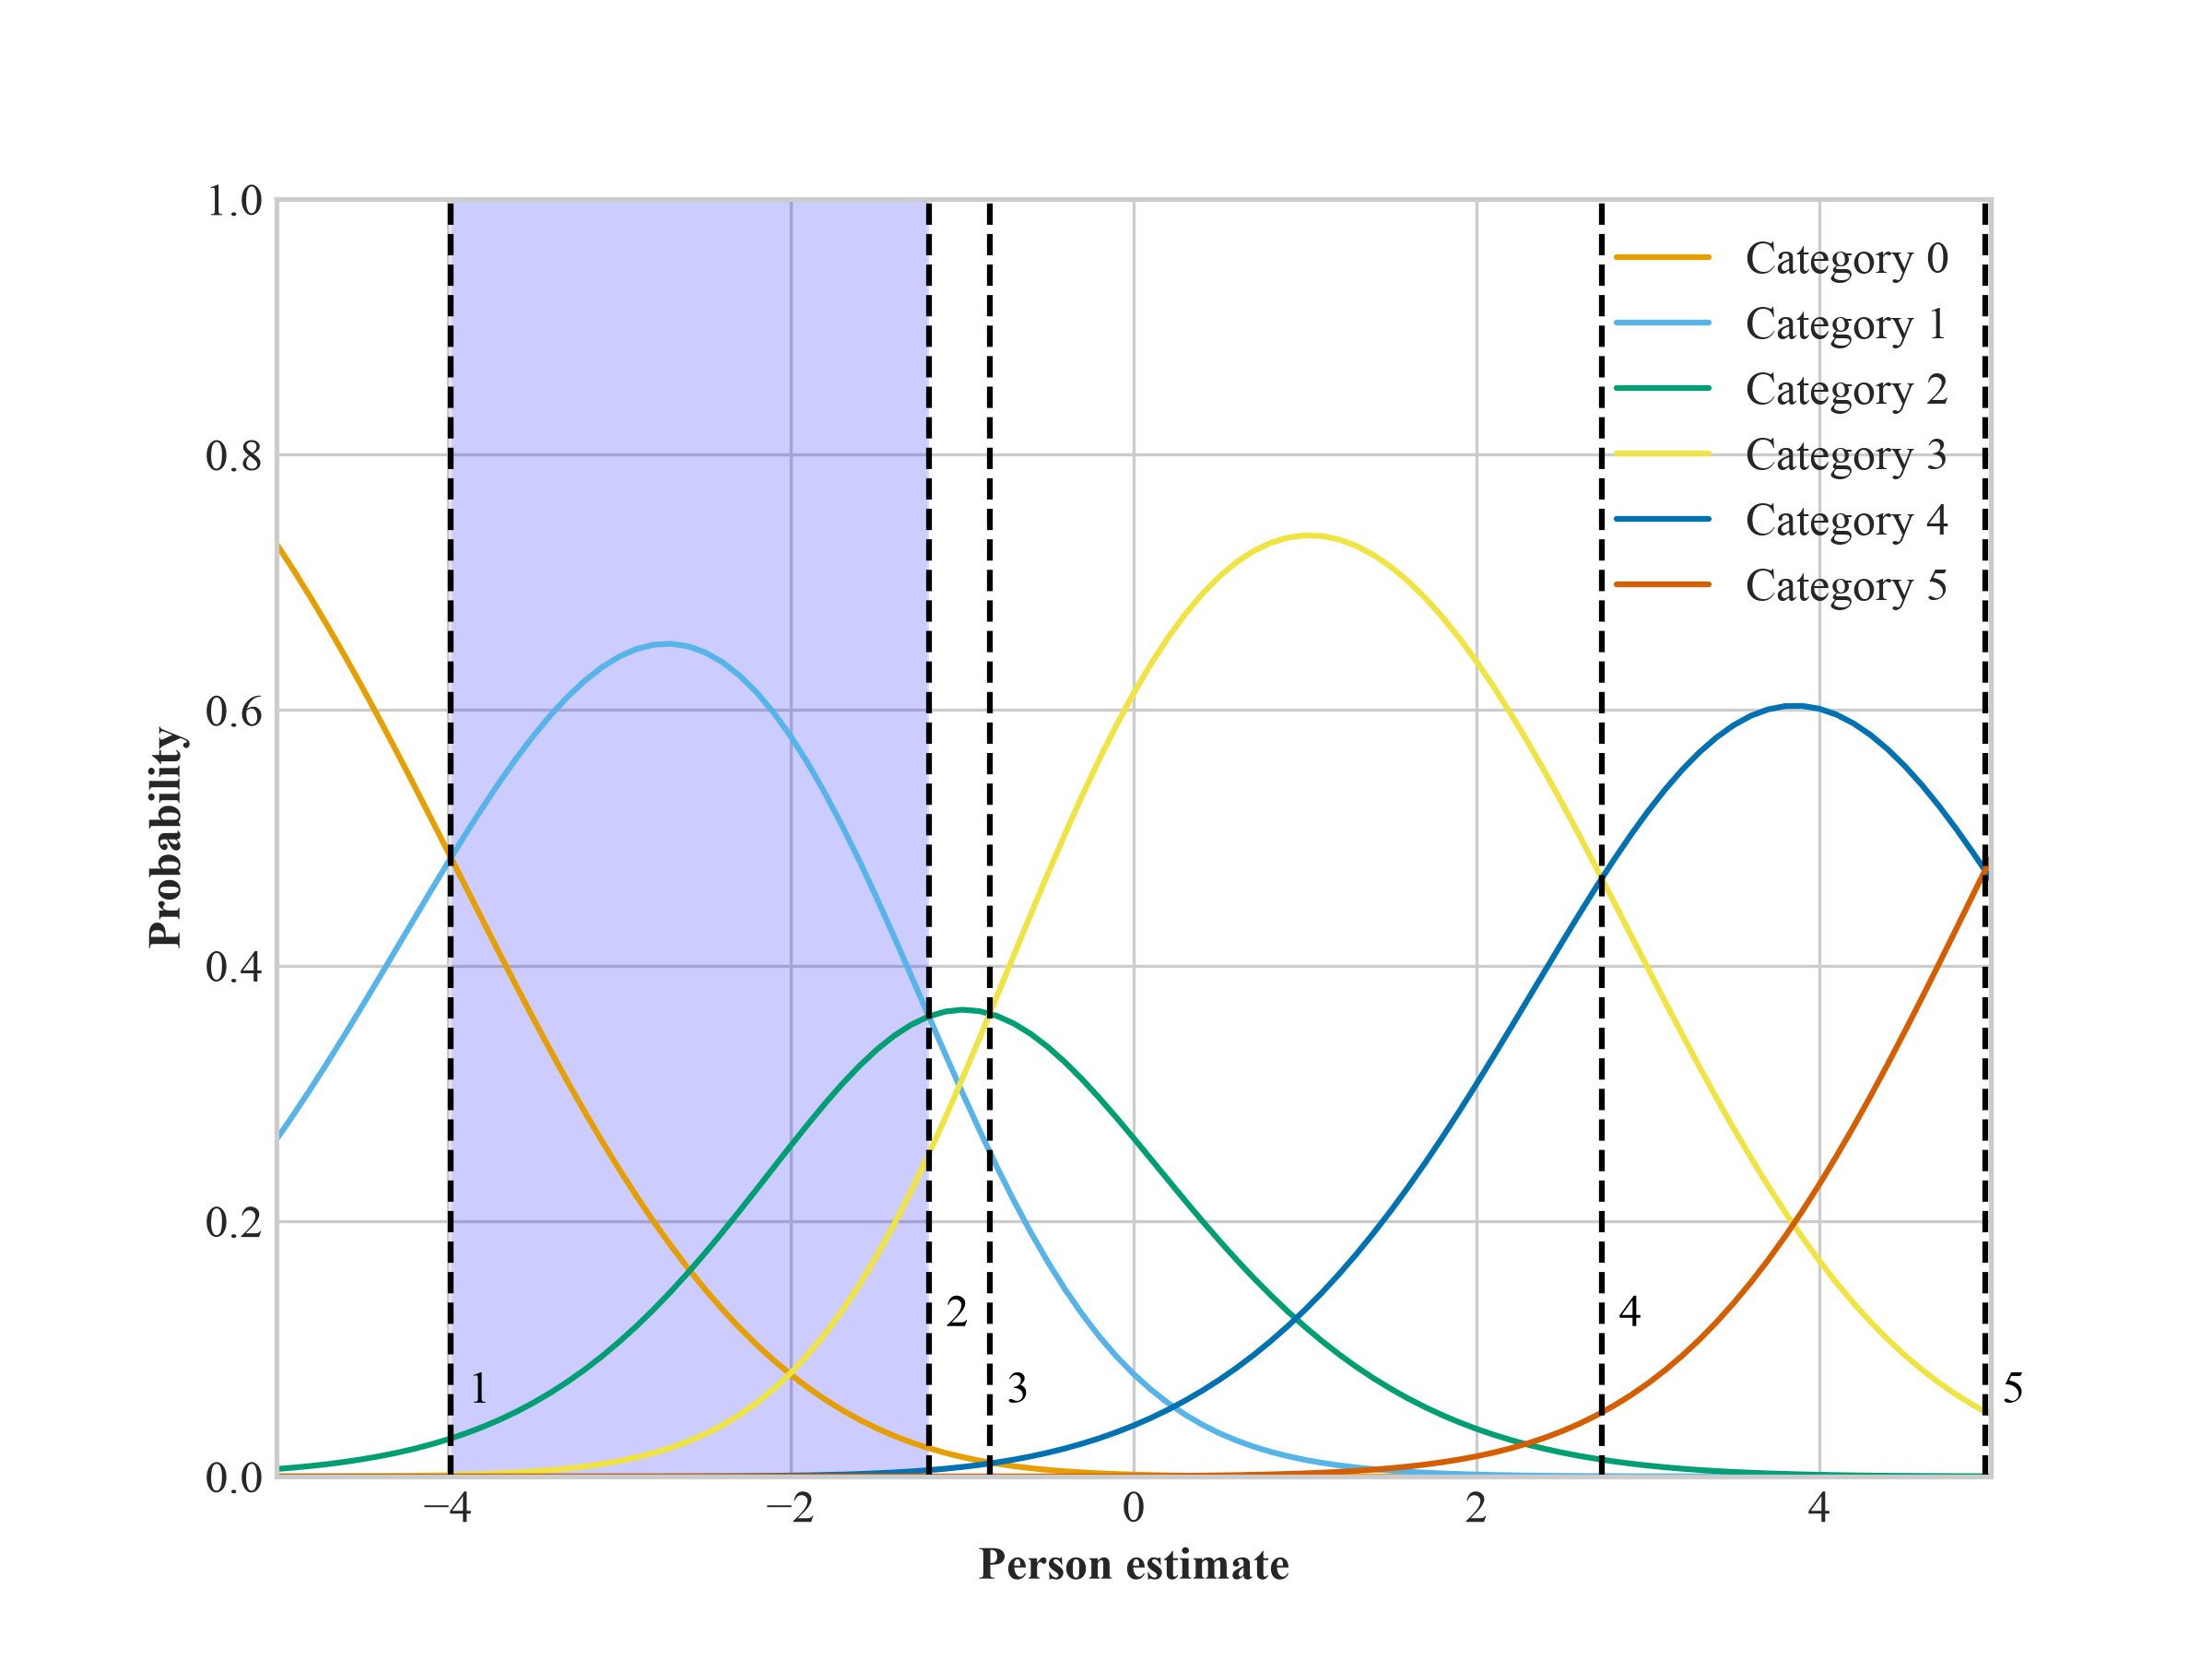 1.0
0.8
0.6
0.4
0.2
0.0
Probability
Category 0
Category 1
Category 2
Category 3
Category 4
Category 5
1
2
3
4
5
−4
−2
0
2
4
Person estimate